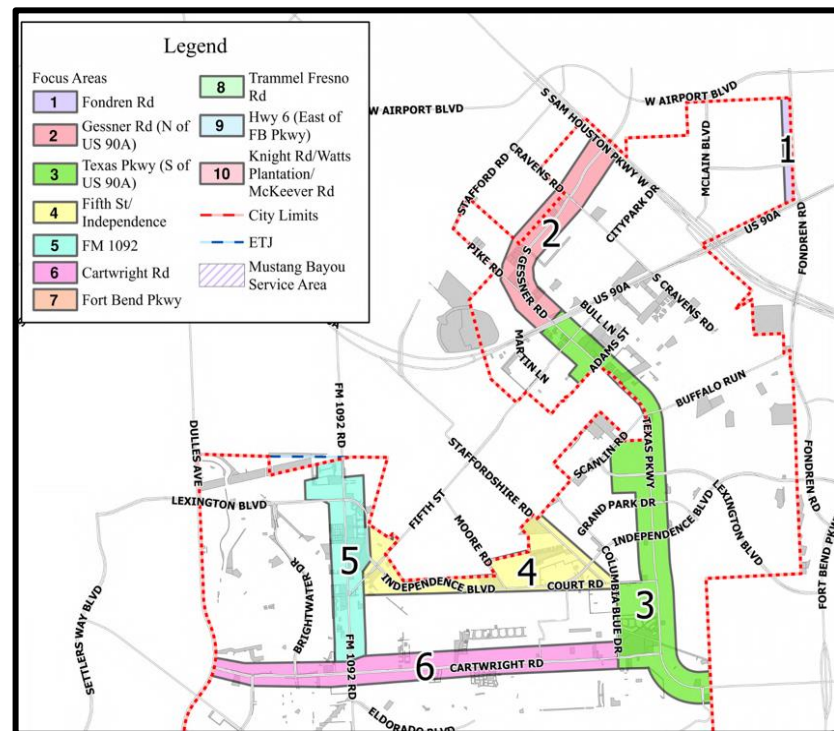 Legend
Focus Areas
1 Fondren Rd
2 Gessner Rd (N of
US 90A)
3 Texas Pkwy (S of
US 90A)
4 Fifth St/
Independence
5 FM 1092
6 Cartwright Rd
7 Fort Bend Pkwy
8 Trammel Fresno
Rd
9 Hwy 6 (East of
FB Pkwy)
10 Knight Rd/Watts
Plantation/
McKeever Rd
City Limits
ETJ
Mustang Bayou
Service Area
W AIRPORT BLVD
S SAM HOUSTON PKWY W
W AIRPORT BLVD
MCLAIN BLVD
1
STAFFORD RD
CRAVENS RD
CITYPARK DR
FONDREN RD
US 90A
2
PIKE RD
S GESSNER RD
US 90A
S CRAVENS RD
BULL LN
ADAMS ST
MARTIN LN
BUFFALO RUN
FM 1092 RD
DULLES AVE
TEXAS PKWY
STAFFORDSHIRE RD
SCANLIN RD
FONDREN RD
LEXINGTON BLVD
FIFTH ST
MOORE RD
GRAND PARK DR
INDEPENDENCE BLVD
LEXINGTON BLVD
FORT BEND PKWY
BRIGHTWATER DR
5
4
INDEPENDENCE BLVD
COURT RD
COLUMBIA BLUE DR
3
SETTLERS WAY BLVD
FM 1092 RD
6
CARTWRIGHT RD
ELDORADO BLVD